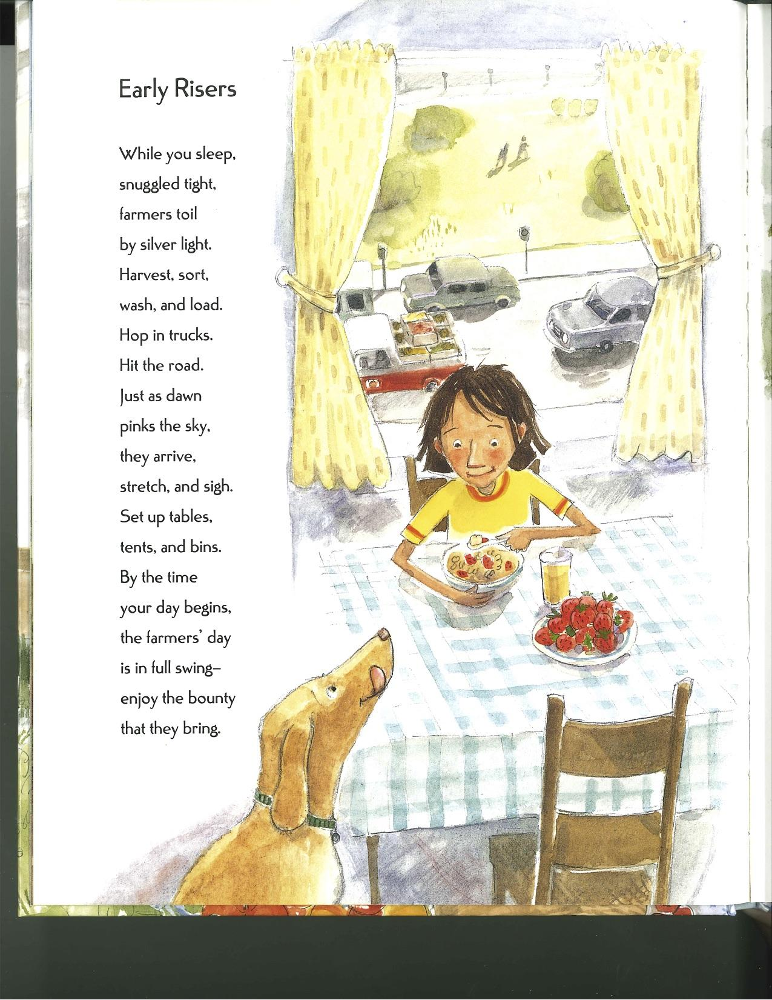 Early Risers
While you sleep,
snuggled tight,
farmers toil
by silver light.
Harvest, sort,
wash, and load.
Hop in trucks.
Hit the road.
Just as dawn
pinks the sky,
they arrive,
stretch, and sigh.
Set up tables,
tents, and bins.
By the time
your day begins,
the farmers’ day
is in full swing–
enjoy the bounty
that they bring.